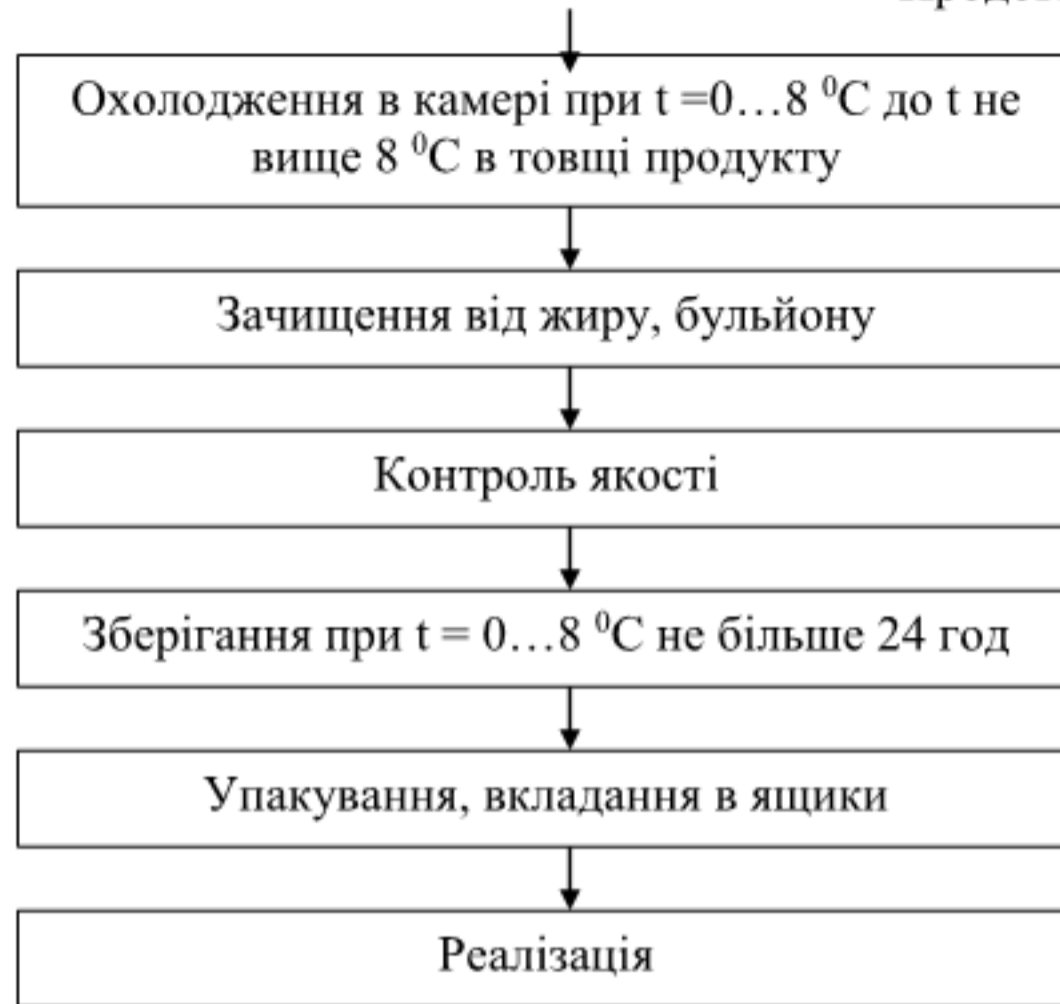 Охолодження в камері при t =0…8 ⁰С до t не
вище 8 ⁰С в товщі продукту
Зачищення від жиру, бульйону
Контроль якості
Зберігання при t = 0…8 ⁰С не більше 24 год
Упакування, вкладання в ящики
Реалізація